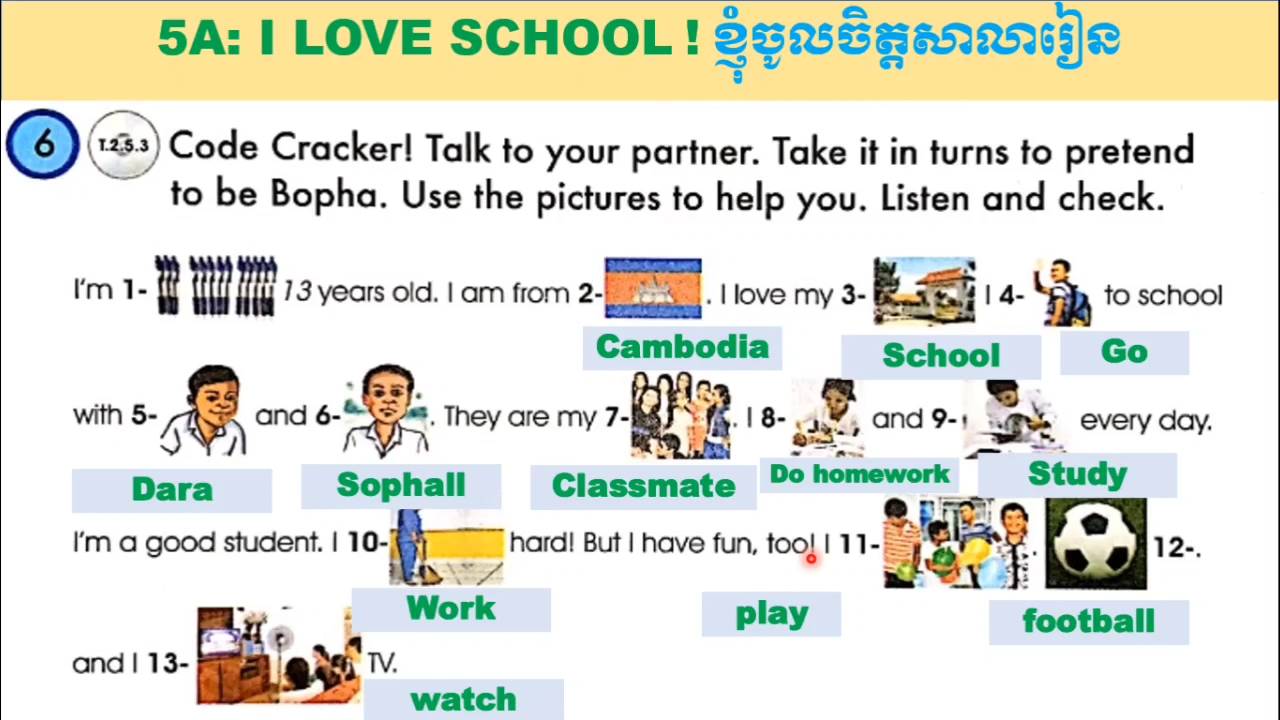 5A: I LOVE SCHOOL ! ខ្ញុំចូលចិត្តសាលារៀន
6 T.2.5.3 Code Cracker! Talk to your partner. Take it in turns to pretend
to be Bopha. Use the pictures to help you. Listen and check.
I'm 1- 13 years old. I am from 2- . I love my 3- I 4- to school
Cambodia School Go
with 5- and 6- . They are my 7- . I 8- and 9- every day.
Dara Sophall Classmate Do homework Study
I'm a good student. I 10- hard! But I have fun, too! I 11- . 12-.
Work play football
and I 13- TV.
watch